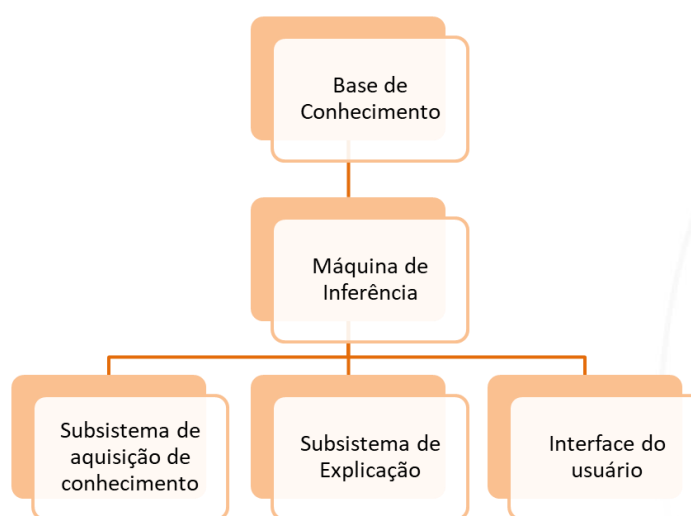 Base de
Conhecimento
Máquina de
Inferência
Subsistema de
aquisição de
conhecimento
Subsistema de
Explicação
Interface do
usuário